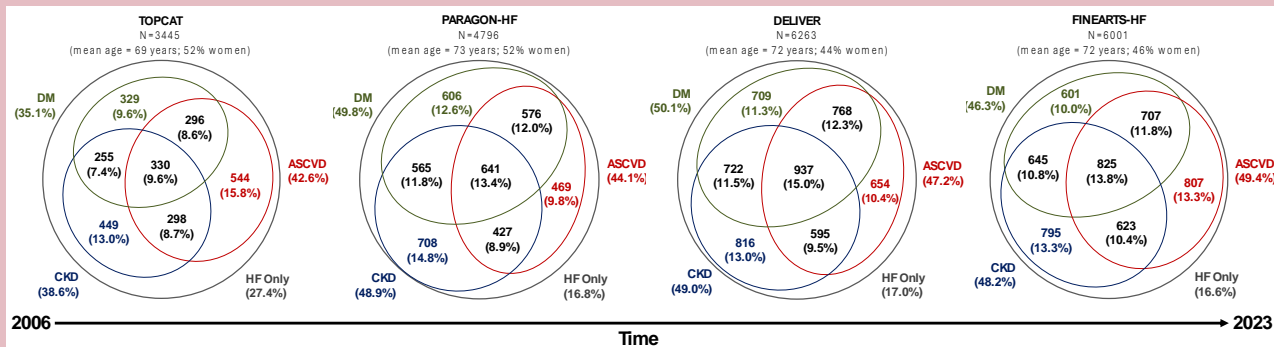 TOPCAT
N=3445
(mean age = 69 years; 52% women)
DM
(35.1%)
329
(9.6%)
296
(8.6%)
255
(7.4%)
330
(9.6%)
544
(15.8%)
ASCVD
(42.6%)
449
(13.0%)
298
(8.7%)
CKD
(38.6%)
HF Only
(27.4%)
PARAGON-HF
N=4796
(mean age = 73 years; 52% women)
DM
(49.8%)
606
(12.6%)
576
(12.0%)
565
(11.8%)
641
(13.4%)
469
(9.8%)
ASCVD
(44.1%)
708
(14.8%)
427
(8.9%)
CKD
(48.9%)
HF Only
(16.8%)
DELIVER
N=6263
(mean age = 72 years; 44% women)
DM
(50.1%)
709
(11.3%)
768
(12.3%)
722
(11.5%)
937
(15.0%)
654
(10.4%)
ASCVD
(47.2%)
816
(13.0%)
595
(9.5%)
CKD
(49.0%)
HF Only
(17.0%)
FINEARTS-HF
N=6001
(mean age = 72 years; 46% women)
DM
(46.3%)
601
(10.0%)
707
(11.8%)
645
(10.8%)
825
(13.8%)
807
(13.3%)
ASCVD
(49.4%)
795
(13.3%)
623
(10.4%)
CKD
(48.2%)
HF Only
(16.6%)
2006
2023
Time